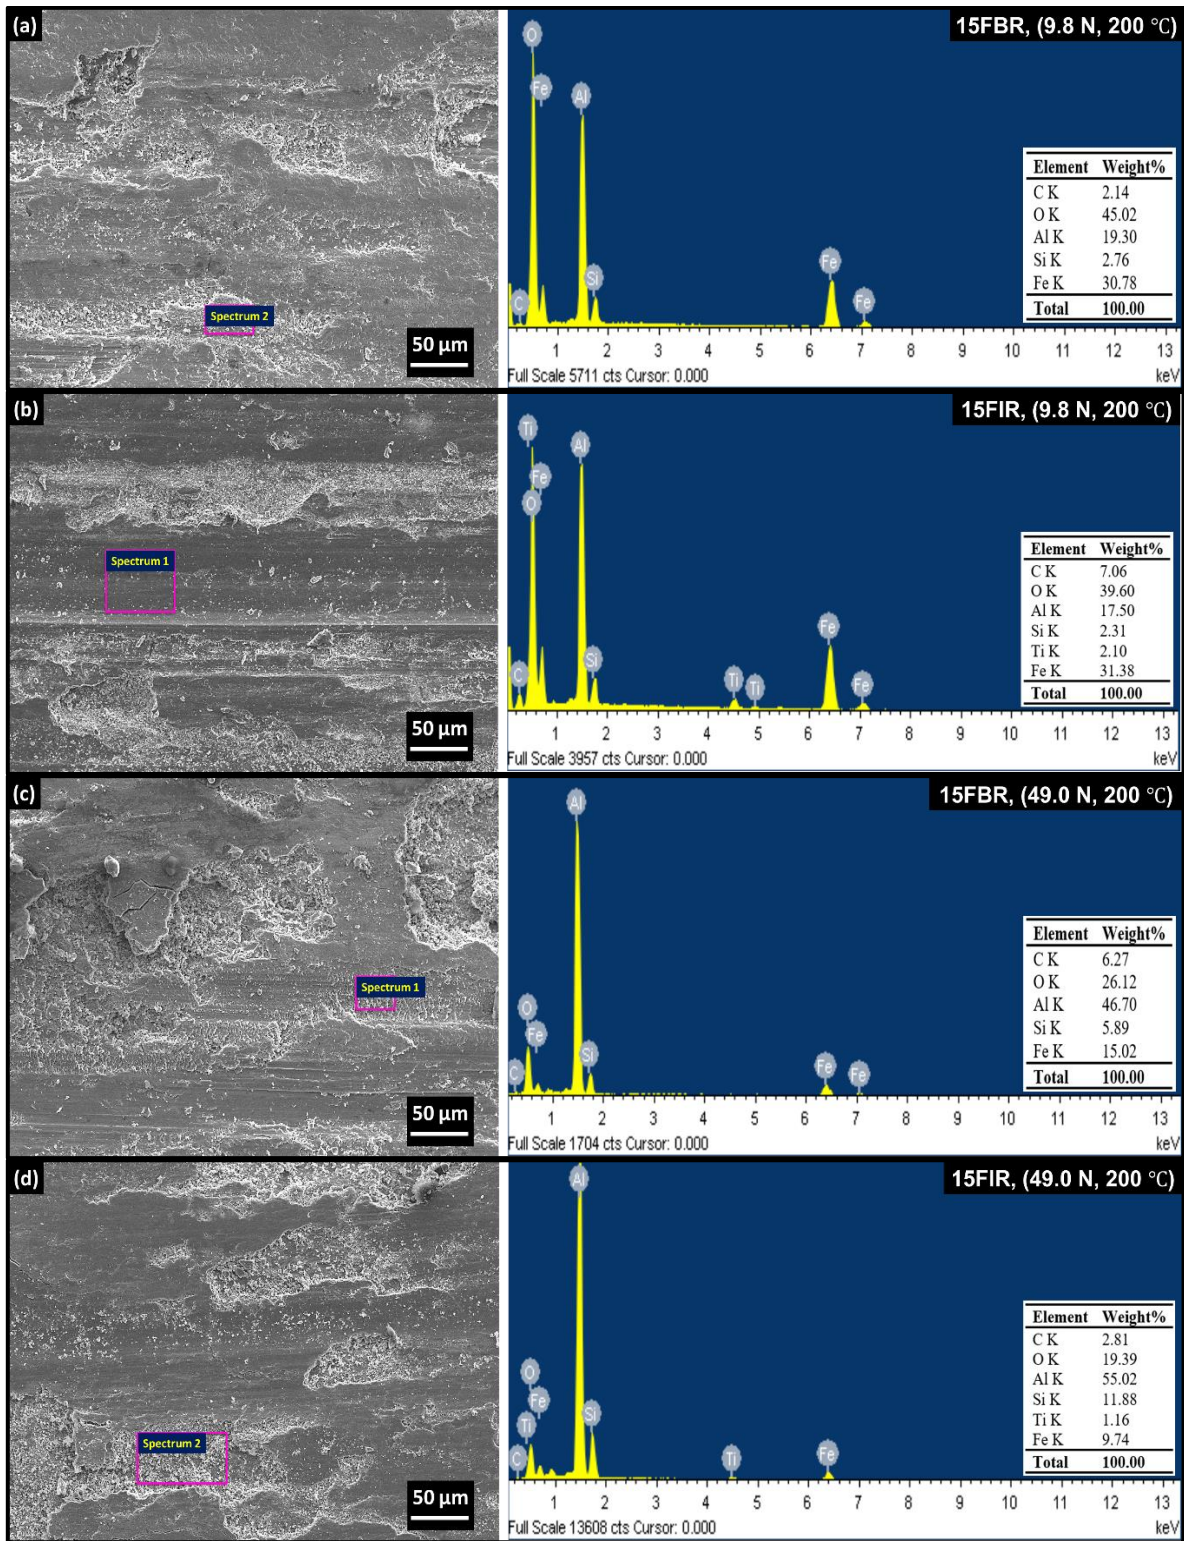 (a)
15FBR, (9.8 N, 200 °C)
Spectrum 2
50 µm
O
Fe
Al
Si
C
Fe
Fe
Element Weight%
C K 2.14
O K 45.02
Al K 19.30
Si K 2.76
Fe K 30.78
Total 100.00
1 2 3 4 5 6 7 8 9 10 11 12 13
Full Scale 5711 cts Cursor: 0.000
keV
(b)
15FIR, (9.8 N, 200 °C)
Spectrum 1
50 µm
Ti
Al
Fe
O
Si
C
Ti
Ti
Fe
Fe
Element Weight%
C K 7.06
O K 39.60
Al K 17.50
Si K 2.31
Ti K 2.10
Fe K 31.38
Total 100.00
1 2 3 4 5 6 7 8 9 10 11 12 13
Full Scale 3957 cts Cursor: 0.000
keV
(c)
15FBR, (49.0 N, 200 °C)
Spectrum 1
50 µm
Al
O
Fe
Si
C
Fe
Fe
Element Weight%
C K 6.27
O K 26.12
Al K 46.70
Si K 5.89
Fe K 15.02
Total 100.00
0 1 2 3 4 5 6 7 8 9 10 11 12 13
Full Scale 1704 cts Cursor: 0.000
keV
(d)
15FIR, (49.0 N, 200 °C)
Spectrum 2
50 µm
Al
O
Fe
Ti
Si
C
Ti
Fe
Element Weight%
C K 2.81
O K 19.39
Al K 55.02
Si K 11.88
Ti K 1.16
Fe K 9.74
Total 100.00
1 2 3 4 5 6 7 8 9 10 11 12 13
Full Scale 13608 cts Cursor: 0.000
keV